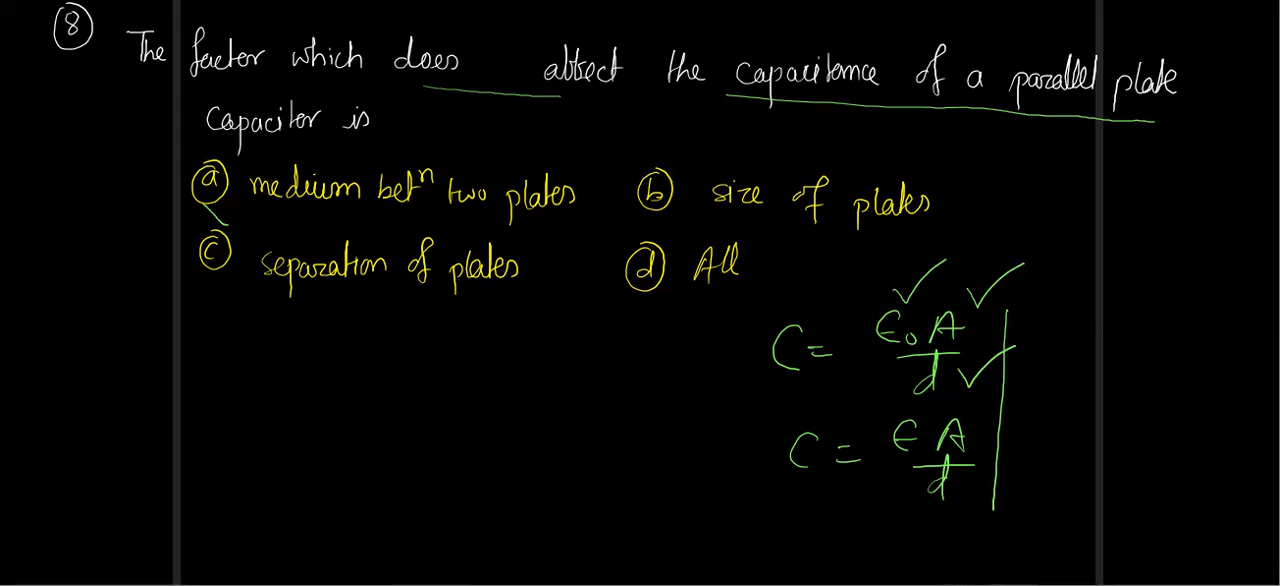 ⑧ The factor which does affect the capacitance of a parallel plate
capacitor is
ⓐ medium betⁿ two plates ⓑ size of plates
ⓒ separation of plates ⓓ All
C = ε₀A/d
C = εA/d